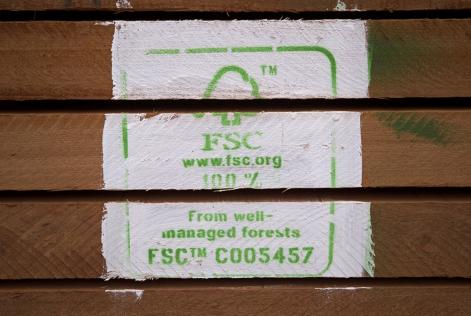 TM
FSC
www.fsc.org
100 %
From well-
managed forests
FSC™ C005457